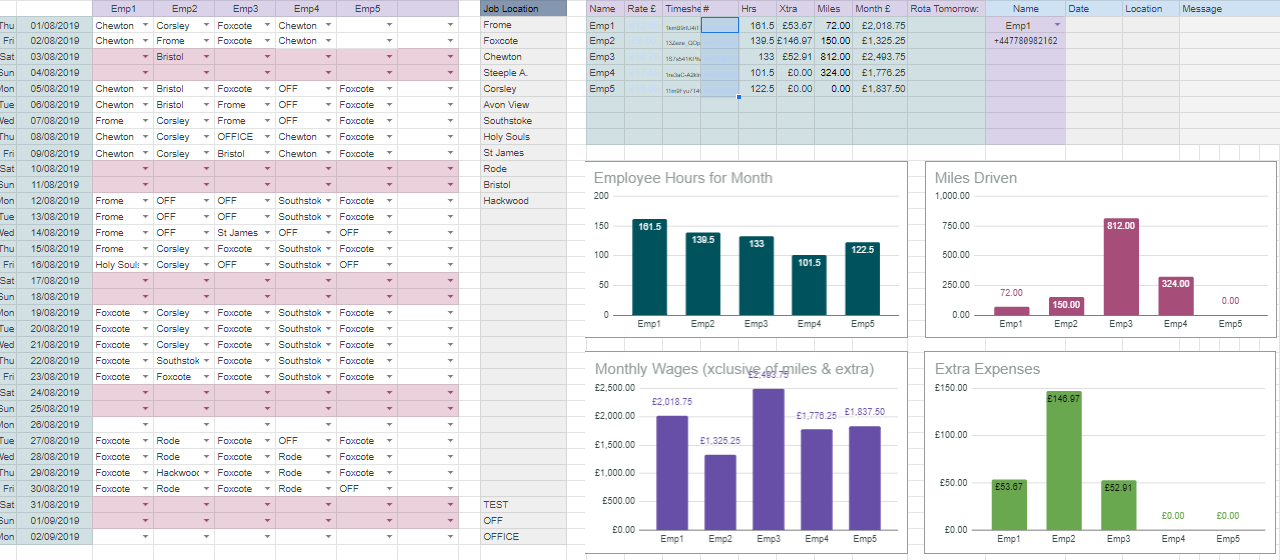 Emp1 Emp2 Emp3 Emp4 Emp5 Job Location Name Rate £ # Hrs Xtra Miles Month £ Rota Tomorrow: Name Date Location Message
Thu 01/08/2019 Chewton Chewton Foxcote Chewton Frome Emp1 161.5 £53.67 72.00 £2,018.75 Emp1
Fri 02/08/2019 Chewton Frome Foxcote Chewton Foxcote Emp2 139.5 £146.97 150.00 £1,325.25 +447780982162
Sat 03/08/2019 Bristol Chewton Emp3 133 £52.91 812.00 £2,493.75
Sun 04/08/2019 Steeple A. Emp4 101.5 £0.00 324.00 £1,776.25
Mon 05/08/2019 Chewton Bristol Foxcote OFF Foxcote Corsley Emp5 122.5 £0.00 0.00 £1,837.50
Tue 06/08/2019 Chewton Bristol Frome OFF Foxcote Avon View
Wed 07/08/2019 Frome Corsley Frome OFF Foxcote Southstoke
Thu 08/08/2019 Chewton Corsley OFFICE Chewton Foxcote Holy Souls
Fri 09/08/2019 Chewton Corsley Bristol Chewton Foxcote St James
Sat 10/08/2019 Rode
Sun 11/08/2019 Bristol
Mon 12/08/2019 Frome OFF OFF Southstok Foxcote Hackwood
Tue 13/08/2019 Frome OFF OFF Southstok Foxcote
Wed 14/08/2019 Frome OFF St James OFF OFF
Thu 15/08/2019 Frome Corsley Foxcote Southstok Foxcote
Fri 16/08/2019 Holy Souls Corsley OFF Southstok OFF
Sat 17/08/2019
Sun 18/08/2019
Mon 19/08/2019 Foxcote Corsley Foxcote Southstok Foxcote
Tue 20/08/2019 Foxcote Corsley Foxcote Southstok Foxcote
Wed 21/08/2019 Foxcote Corsley Foxcote Southstok Foxcote
Thu 22/08/2019 Foxcote Southstok Foxcote Southstok Foxcote
Fri 23/08/2019 Foxcote Foxcote Foxcote Southstok Foxcote
Sat 24/08/2019
Sun 25/08/2019
Mon 26/08/2019
Tue 27/08/2019 Foxcote Rode Foxcote OFF Foxcote
Wed 28/08/2019 Foxcote Rode Foxcote Rode Foxcote
Thu 29/08/2019 Foxcote Hackwood Foxcote Rode Foxcote
Fri 30/08/2019 Foxcote Rode Foxcote Rode OFF
Sat 31/08/2019 TEST
Sun 01/09/2019 OFF
Mon 02/09/2019 OFFICE
Employee Hours for Month
200
150
100
50
0
161.5 139.5 133 101.5 122.5
Emp1 Emp2 Emp3 Emp4 Emp5
Miles Driven
1,000.00
750.00
500.00
250.00
0.00
72.00 150.00 812.00 324.00 0.00
Emp1 Emp2 Emp3 Emp4 Emp5
Monthly Wages (xclusive of miles & extra)
£2,500.00
£2,000.00
£1,500.00
£1,000.00
£500.00
£0.00
£2,018.75 £1,325.25 £2,493.75 £1,776.25 £1,837.50
Emp1 Emp2 Emp3 Emp4 Emp5
Extra Expenses
£150.00
£100.00
£50.00
£0.00
£53.67 £146.97 £52.91 £0.00 £0.00
Emp1 Emp2 Emp3 Emp4 Emp5